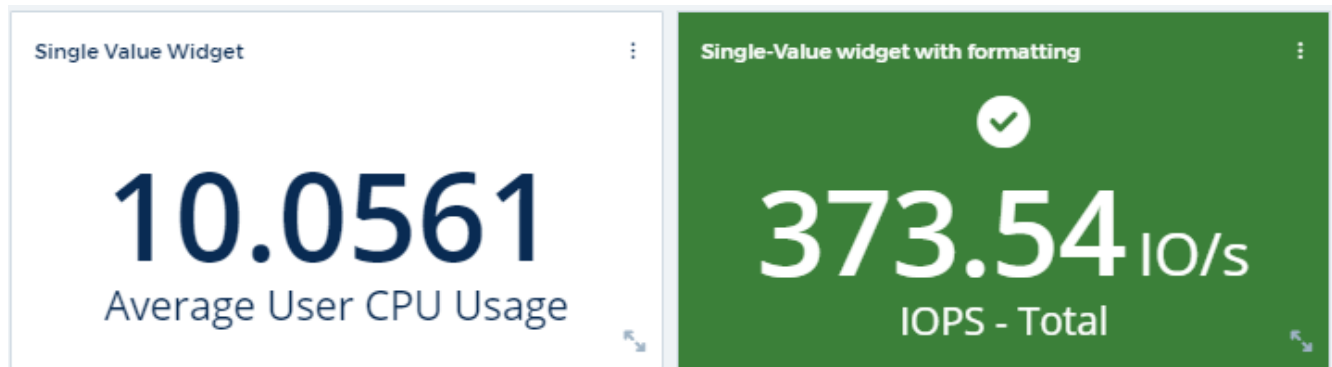 Single Value Widget
10.0561
Average User CPU Usage
Single-Value widget with formatting
373.54 IO/s
IOPS - Total